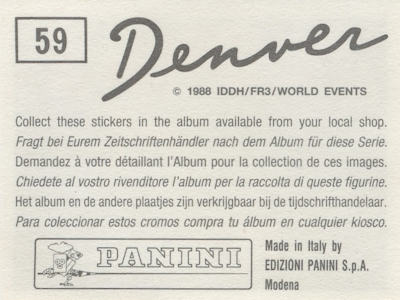 59
Denver
© 1988 IDDH/FR3/WORLD EVENTS
Collect these stickers in the album available from your local shop.
Fragt bei Eurem Zeitschriftenhändler nach dem Album für diese Serie.
Demandez à votre détaillant l'Album pour la collection de ces images.
Chiedete al vostro rivenditore l'album per la raccolta di queste figurine.
Het album en de andere plaatjes zijn verkrijgbaar bij de tijdschrifthandelaar.
Para coleccionar estos cromos compra tu álbum en cualquier kiosco.
PANINI
Made in Italy by
EDIZIONI PANINI S.p.A.
Modena